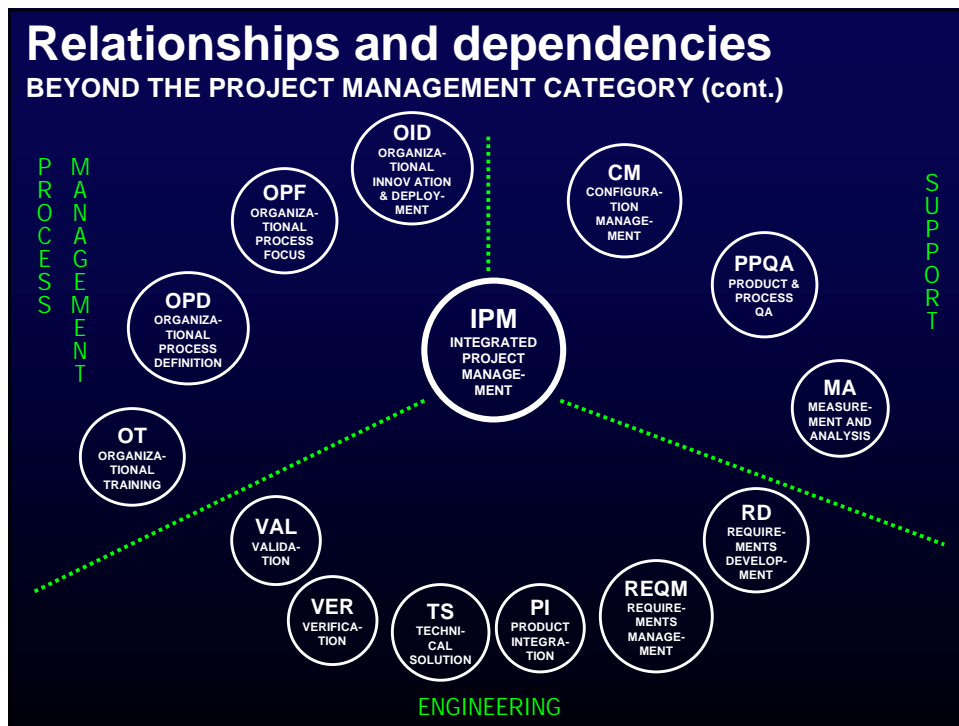 Relationships and dependencies
BEYOND THE PROJECT MANAGEMENT CATEGORY (cont.)
PROCESS
MANAGEMENT
OID
ORGANIZA-
TIONAL
INNOV ATION
& DEPLOY-
MENT
OPF
ORGANIZA-
TIONAL
PROCESS
FOCUS
OPD
ORGANIZA-
TIONAL
PROCESS
DEFINITION
OT
ORGANIZA-
TIONAL
TRAINING
CM
CONFIGURA-
TION
MANAGE-
MENT
PPQA
PRODUCT &
PROCESS
QA
MA
MEASURE-
MENT AND
ANALYSIS
SUPPORT
IPM
INTEGRATED
PROJECT
MANAGE-
MENT
VAL
VALIDA-
TION
VER
VERIFICA-
TION
TS
TECHNI-
CAL
SOLUTION
PI
PRODUCT
INTEGRA-
TION
REQM
REQUIRE-
MENTS
MANAGE-
MENT
RD
REQUIRE-
MENTS
DEVELOP-
MENT
ENGINEERING